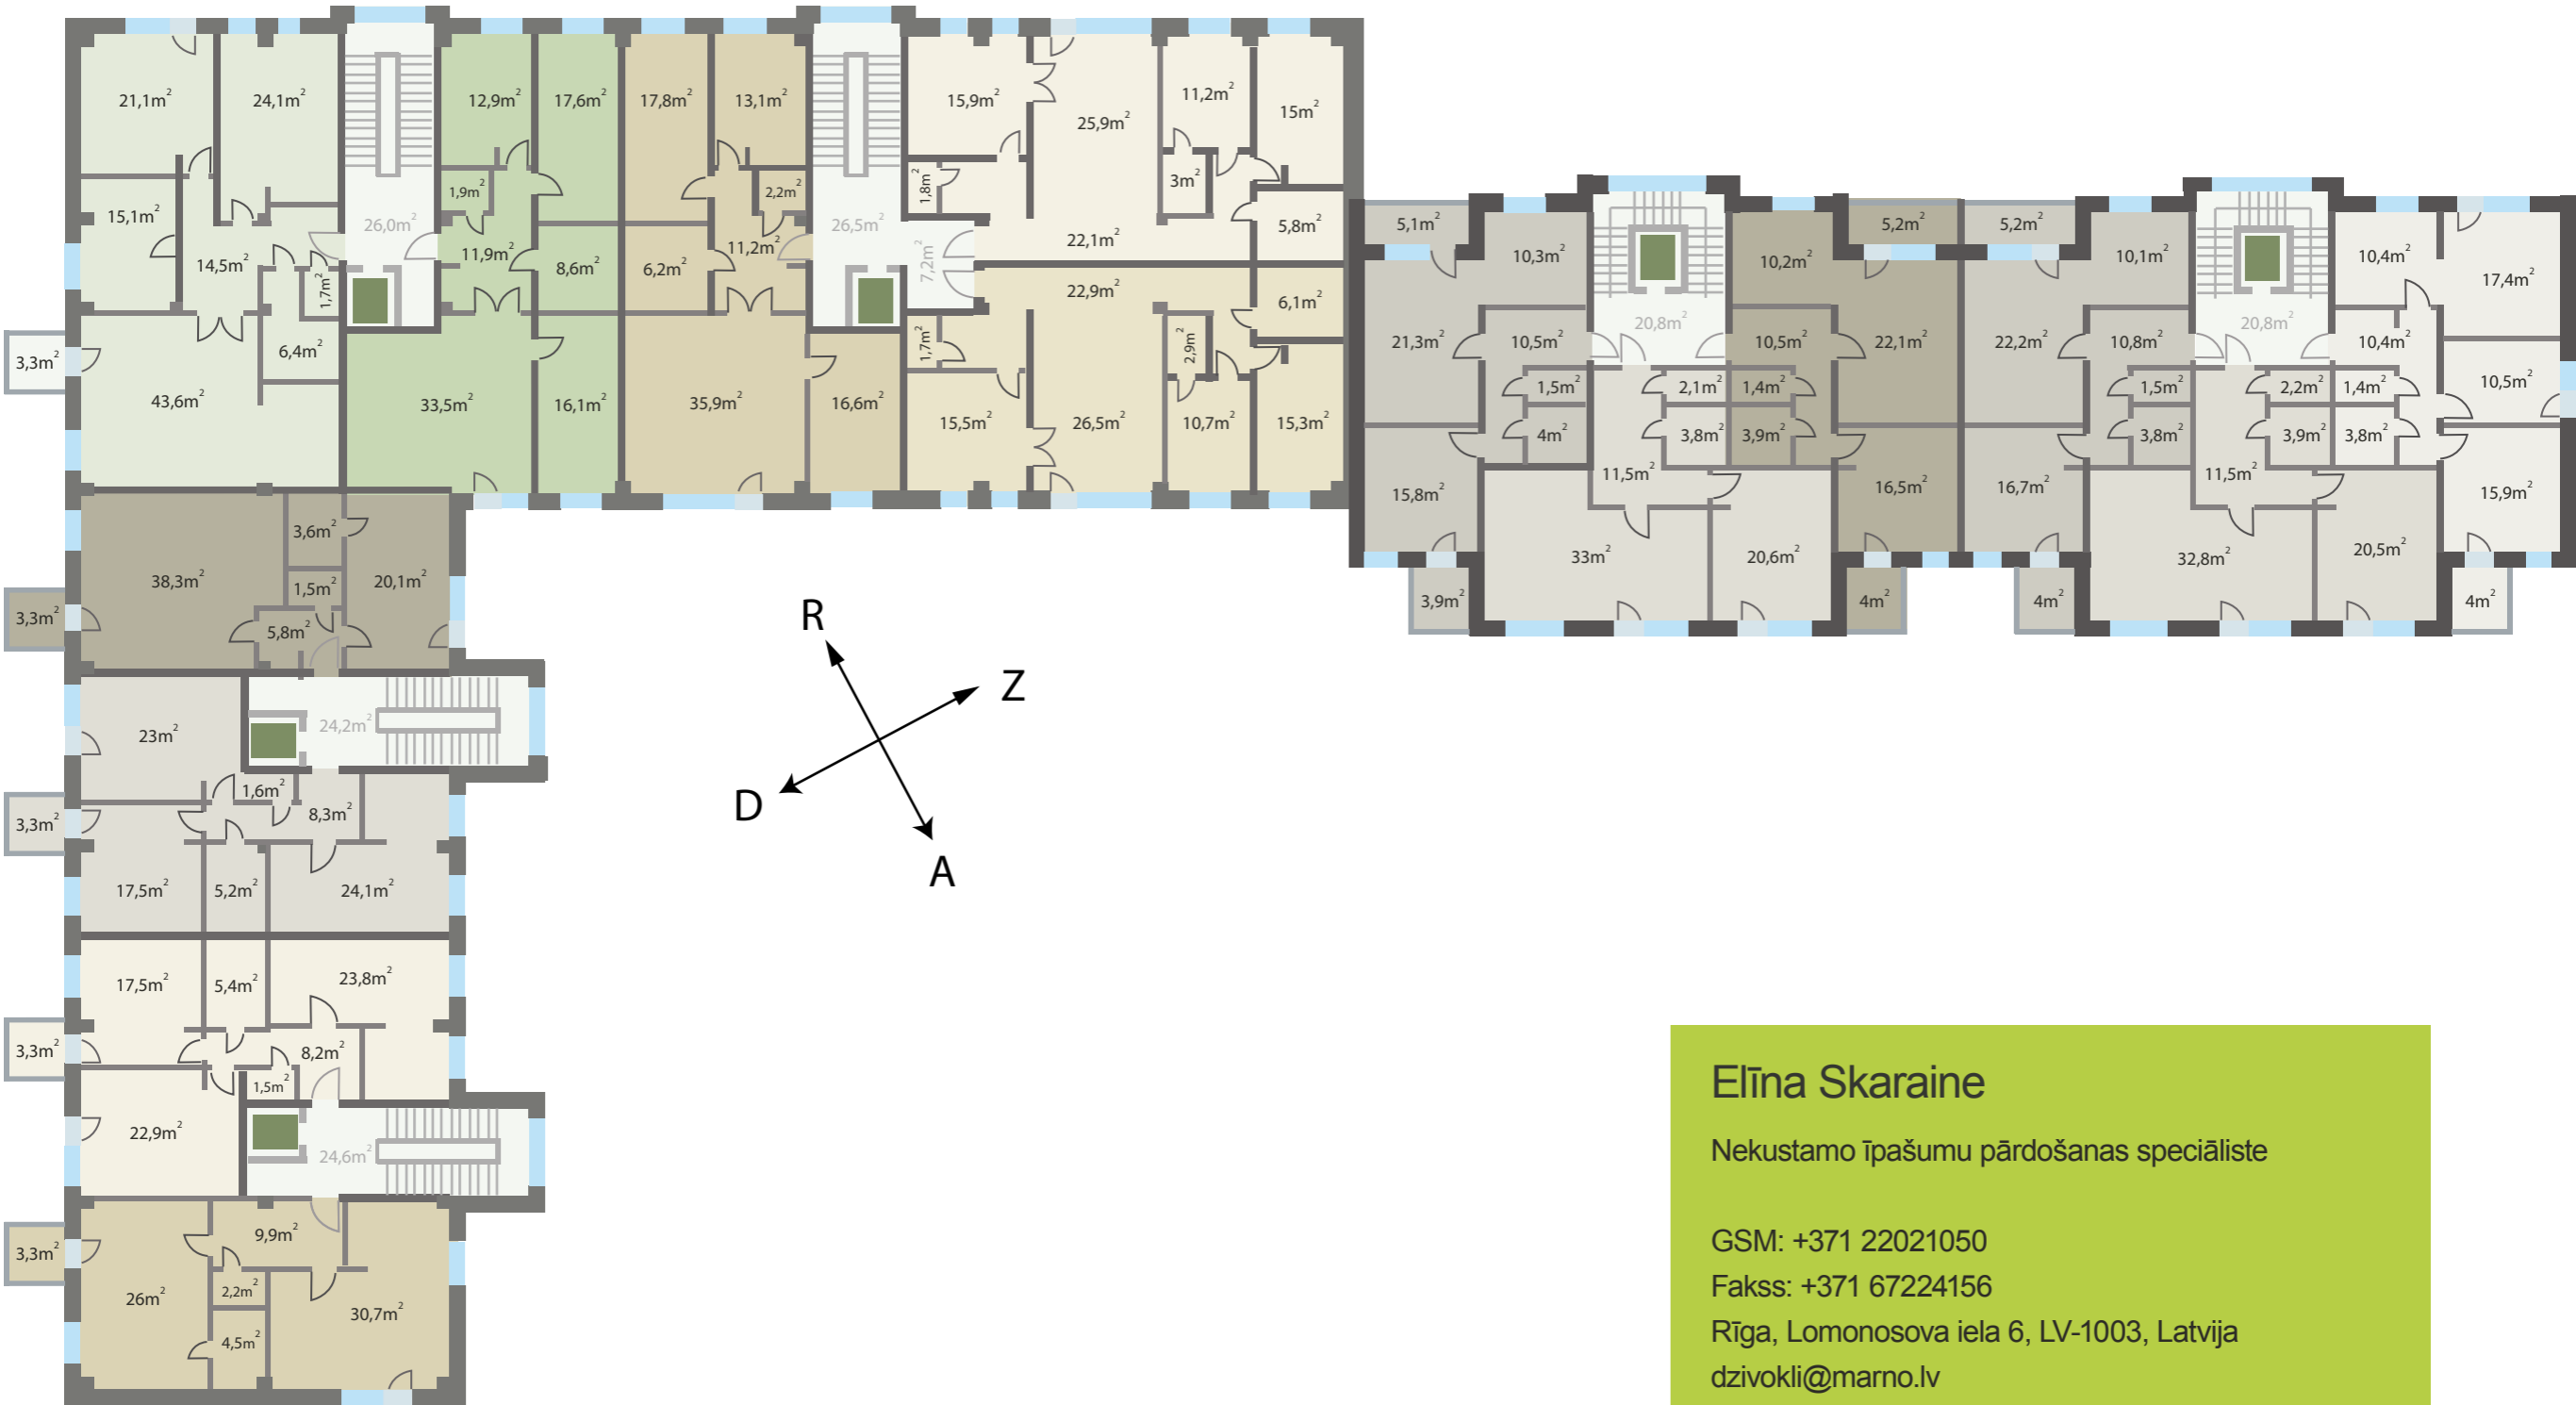 21,1m²
24,1m²
15,1m²
14,5m²
1,7m²
6,4m²
3,3m²
43,6m²
26,0m²
12,9m²
17,6m²
1,9m²
11,9m²
8,6m²
33,5m²
16,1m²
17,8m²
13,1m²
2,2m²
11,2m²
6,2m²
35,9m²
16,6m²
26,5m²
7,2m²
15,9m²
25,9m²
11,2m²
15m²
1,8m²
3m²
5,8m²
22,1m²
22,9m²
6,1m²
1,7m²
2,9m²
15,5m²
26,5m²
10,7m²
15,3m²
5,1m²
10,3m²
21,3m²
10,5m²
1,5m²
4m²
15,8m²
3,9m²
20,8m²
2,1m²
3,8m²
11,5m²
33m²
20,6m²
10,2m²
5,2m²
10,5m²
22,1m²
1,4m²
3,9m²
16,5m²
4m²
5,2m²
10,1m²
22,2m²
10,8m²
1,5m²
3,8m²
16,7m²
4m²
20,8m²
2,2m²
3,9m²
11,5m²
32,8m²
20,5m²
10,4m²
17,4m²
10,4m²
10,5m²
1,4m²
3,8m²
15,9m²
4m²
38,3m²
3,6m²
1,5m²
20,1m²
5,8m²
3,3m²
23m²
24,2m²
1,6m²
8,3m²
3,3m²
17,5m²
5,2m²
24,1m²
17,5m²
5,4m²
23,8m²
3,3m²
8,2m²
1,5m²
22,9m²
24,6m²
3,3m²
9,9m²
26m²
2,2m²
30,7m²
4,5m²
R
Z
D
A
Elīna Skaraine
Nekustamo īpašumu pārdošanas speciāliste
GSM: +371 22021050
Fakss: +371 67224156
Rīga, Lomonosova iela 6, LV-1003, Latvija
dzivokli@marno.lv